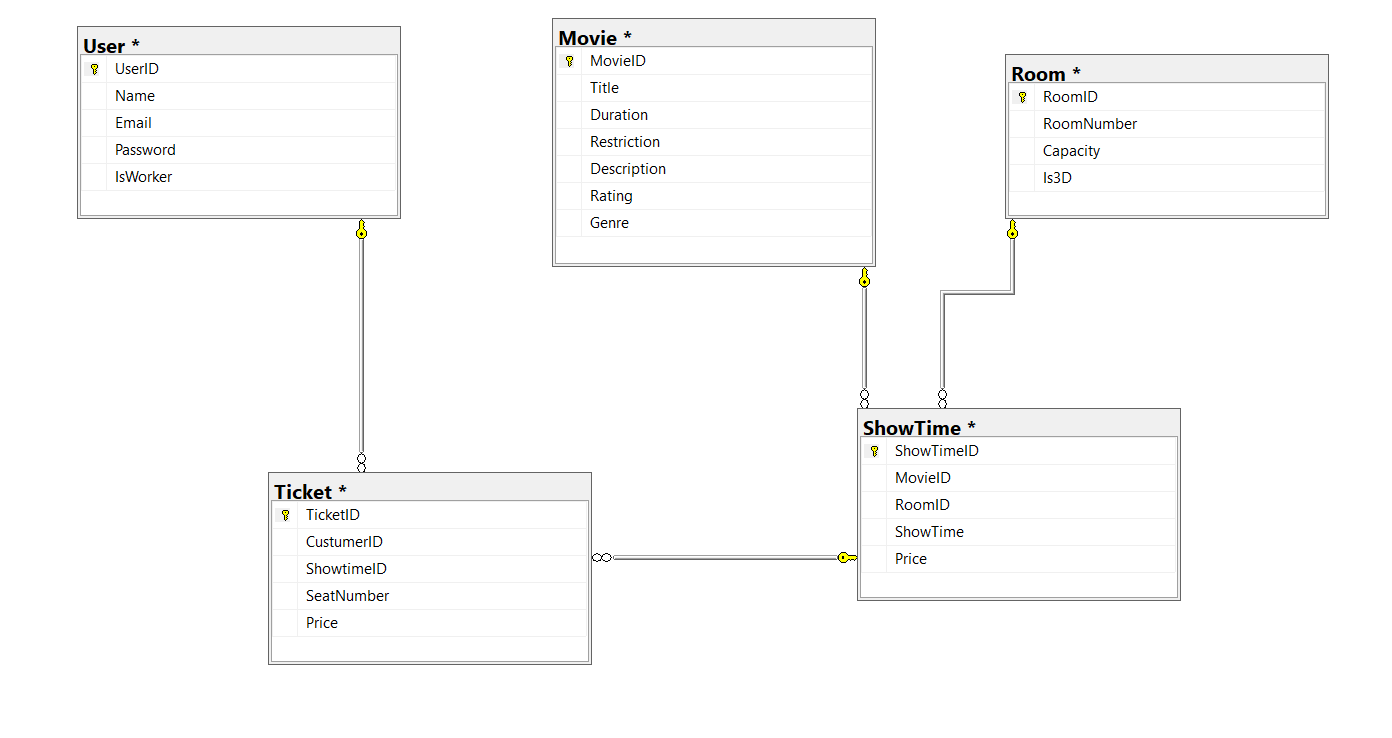 User *
UserID
Name
Email
Password
IsWorker
Movie *
MovieID
Title
Duration
Restriction
Description
Rating
Genre
Room *
RoomID
RoomNumber
Capacity
Is3D
Ticket *
TicketID
CustumerID
ShowtimeID
SeatNumber
Price
ShowTime *
ShowTimeID
MovieID
RoomID
ShowTime
Price